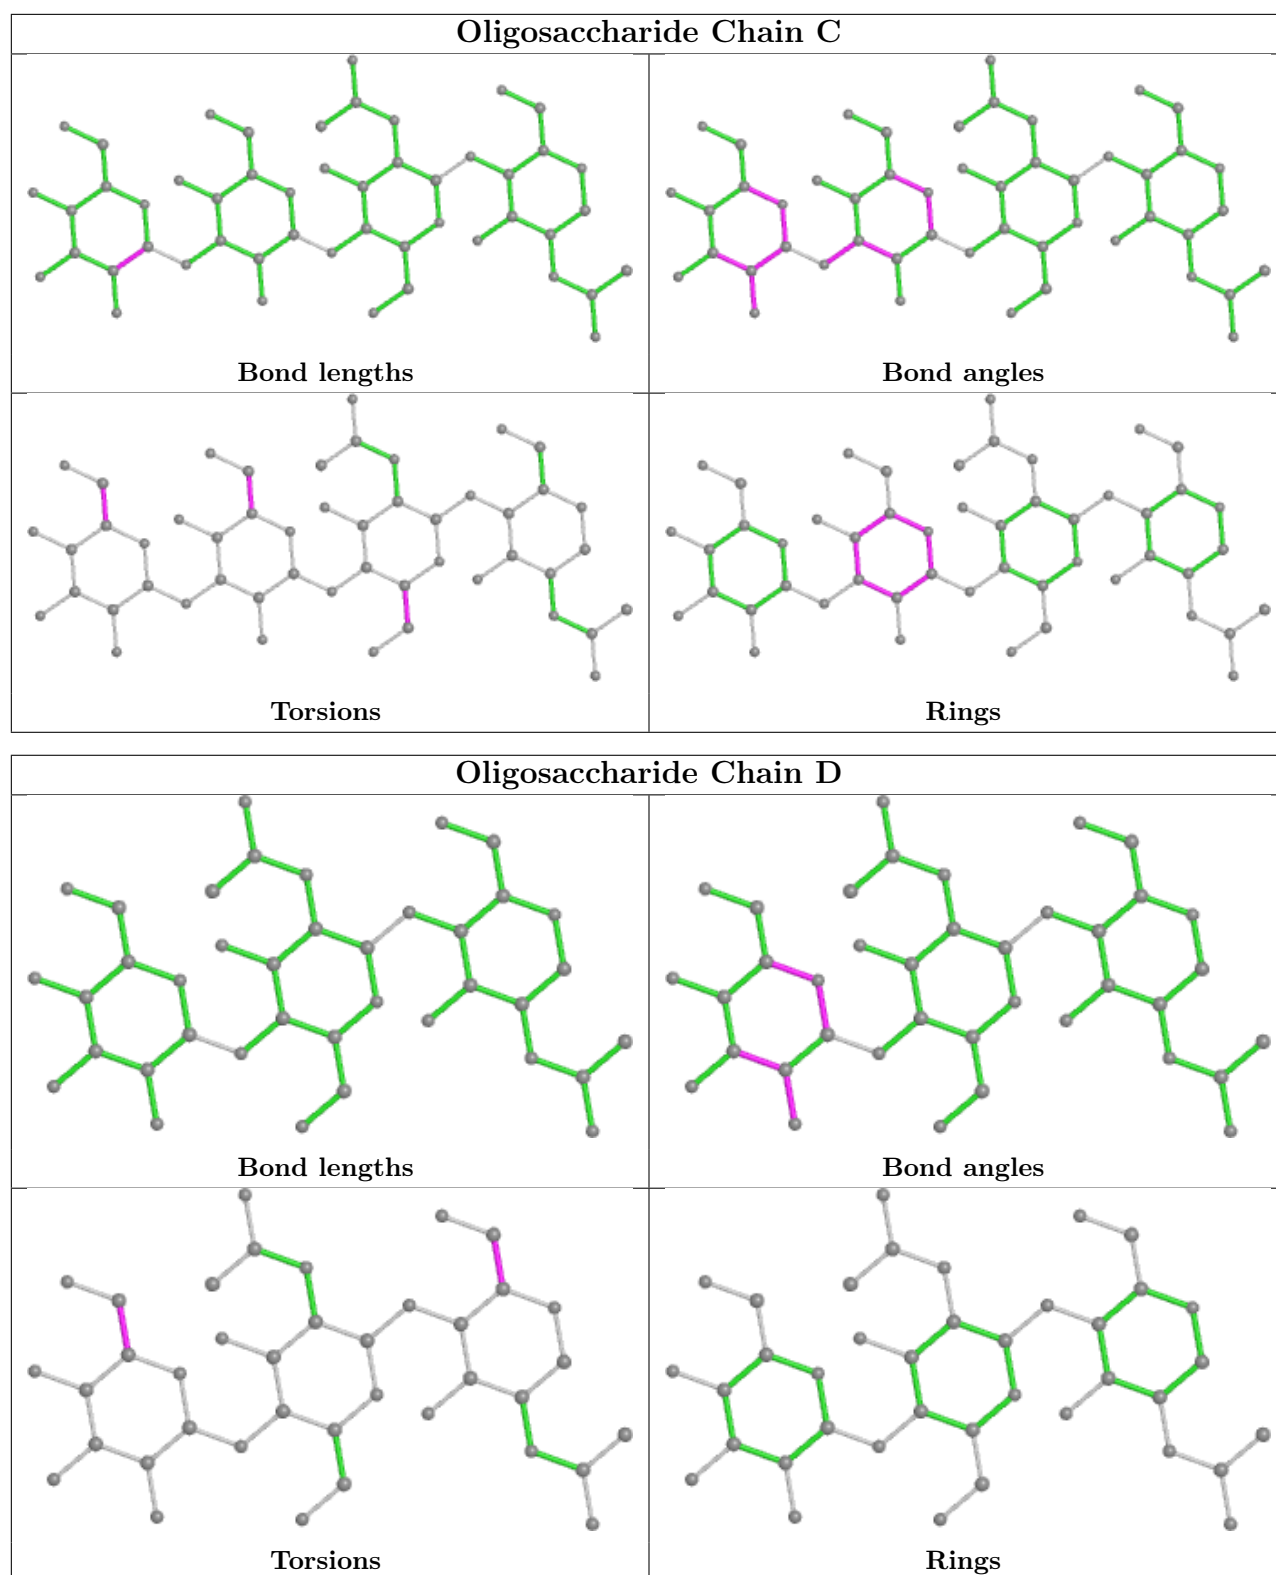 Oligosaccharide Chain C
Bond lengths
Bond angles
Torsions
Rings
Oligosaccharide Chain D
Bond lengths
Bond angles
Torsions
Rings